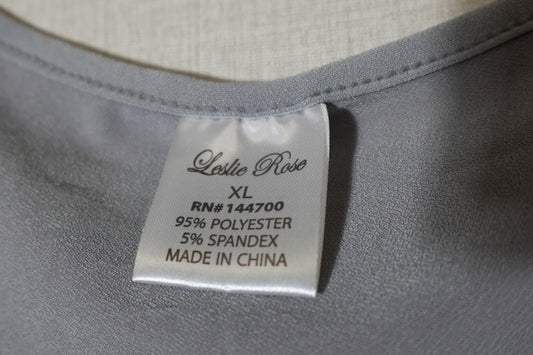 Leslie Rose
XL
RN# 144700
95% POLYESTER
5% SPANDEX
MADE IN CHINA